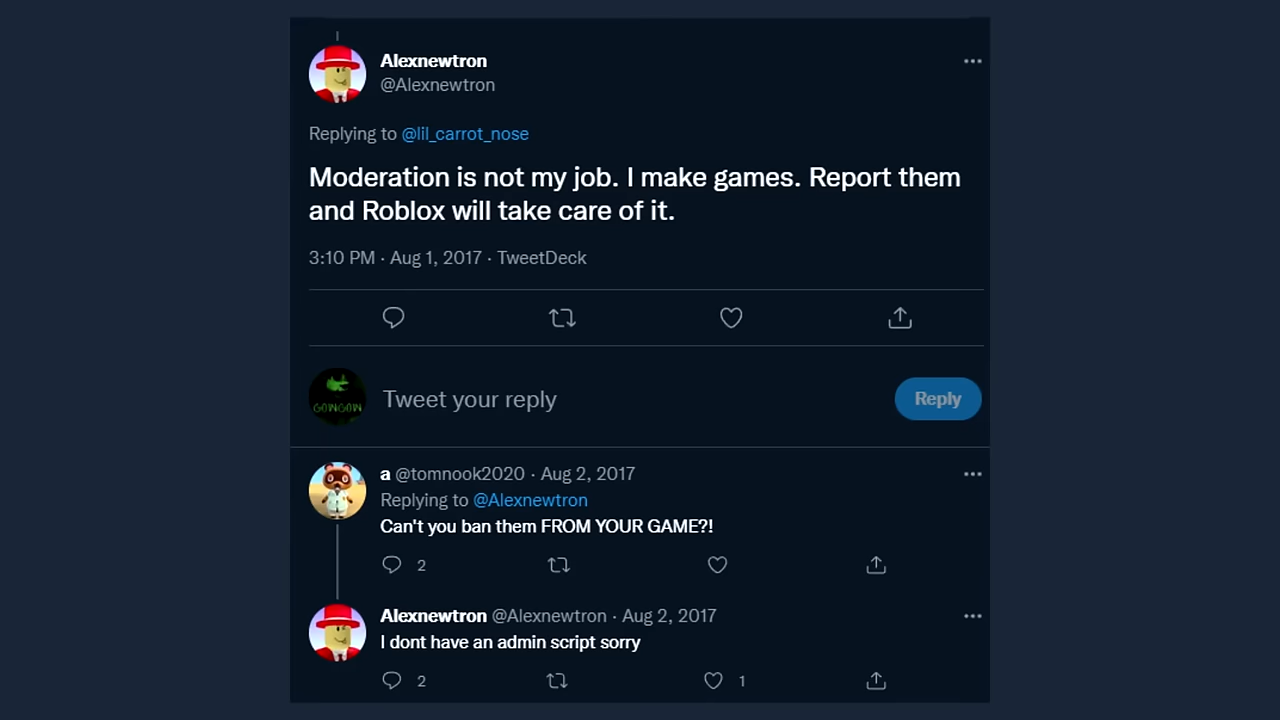 Alexnewtron
@Alexnewtron
Replying to @lil_carrot_nose
Moderation is not my job. I make games. Report them
and Roblox will take care of it.
3:10 PM · Aug 1, 2017 · TweetDeck
GOWGOW
Tweet your reply
Reply
a @tomnook2020 · Aug 2, 2017
Replying to @Alexnewtron
Can't you ban them FROM YOUR GAME?!
2
Alexnewtron @Alexnewtron · Aug 2, 2017
I dont have an admin script sorry
2 1